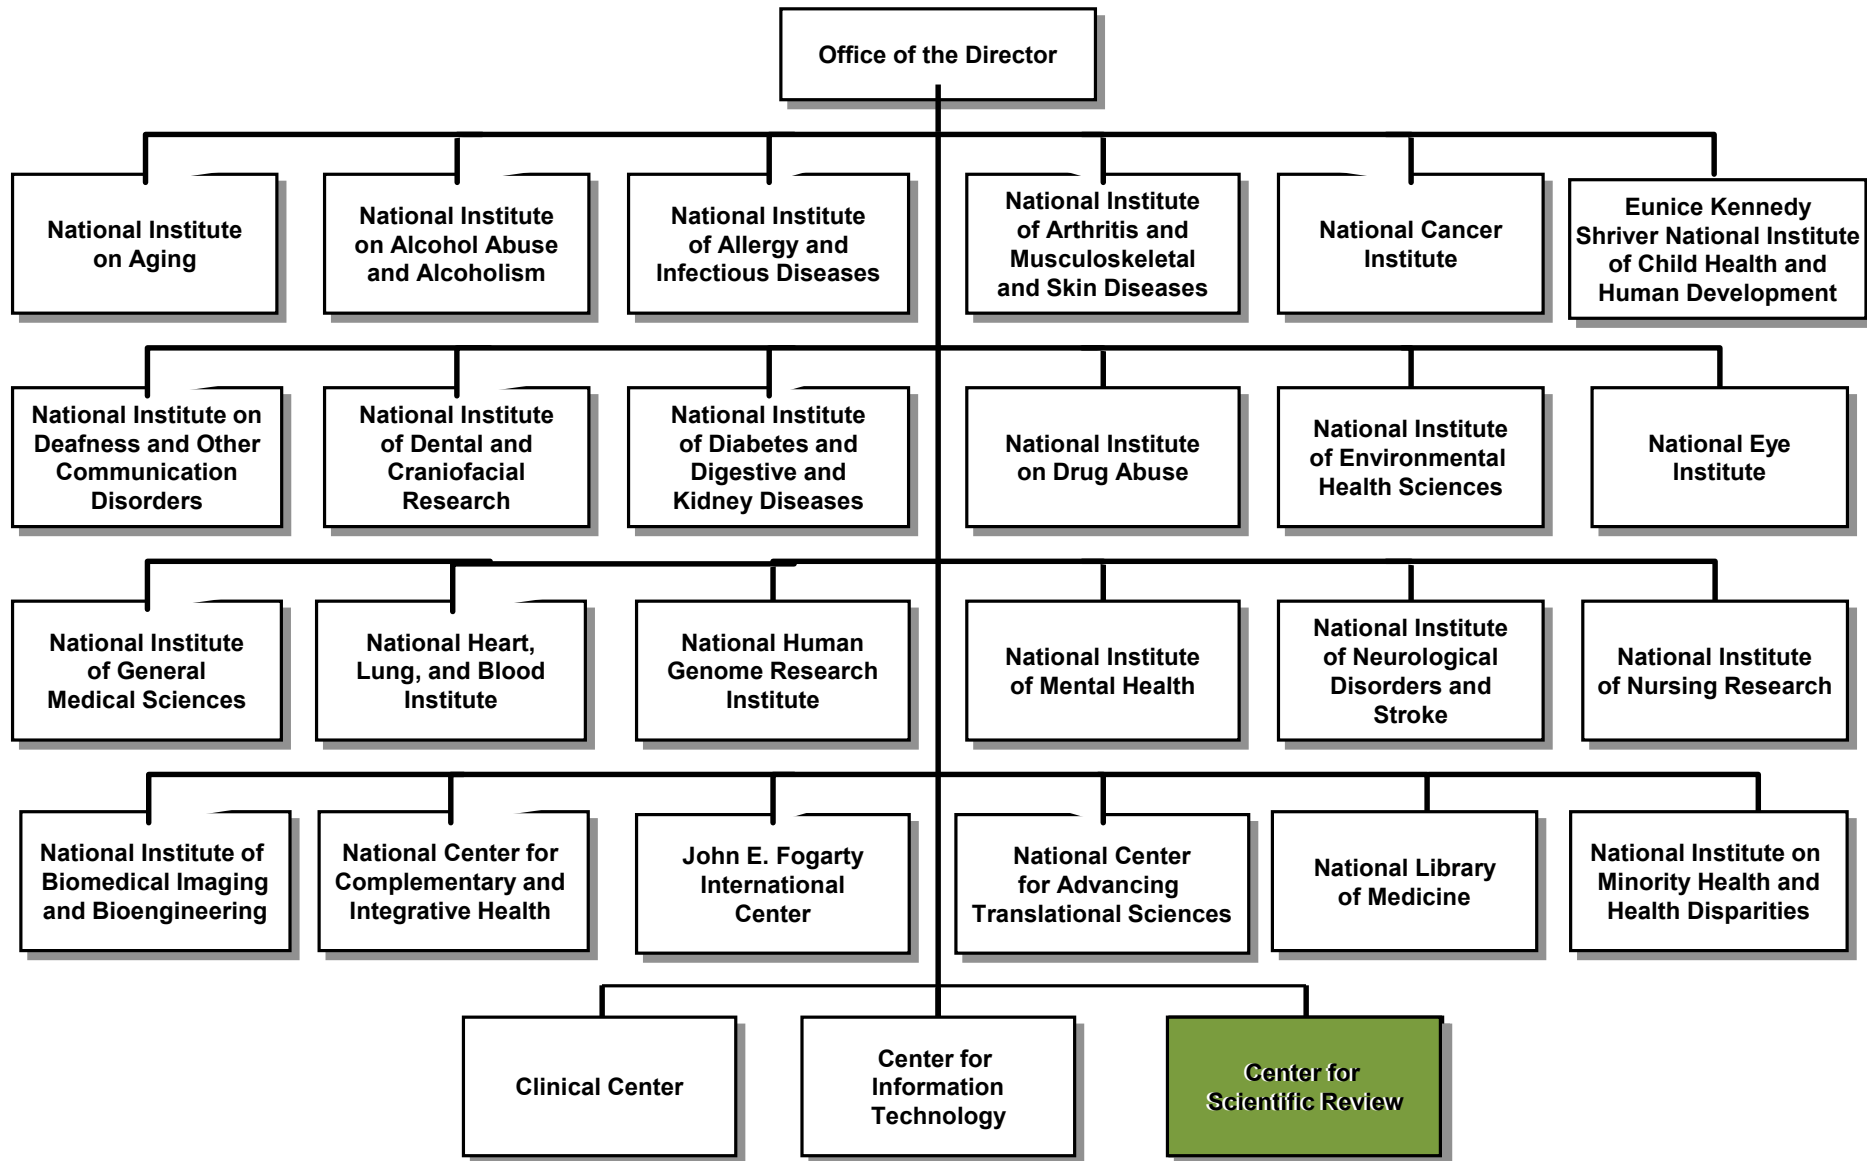 Office of the Director
National Institute
on Aging
National Institute
on Alcohol Abuse
and Alcoholism
National Institute
of Allergy and
Infectious Diseases
National Institute
of Arthritis and
Musculoskeletal
and Skin Diseases
National Cancer
Institute
Eunice Kennedy
Shriver National Institute
of Child Health and
Human Development
National Institute on
Deafness and Other
Communication
Disorders
National Institute
of Dental and
Craniofacial
Research
National Institute
of Diabetes and
Digestive and
Kidney Diseases
National Institute
on Drug Abuse
National Institute
of Environmental
Health Sciences
National Eye
Institute
National Institute
of General
Medical Sciences
National Heart,
Lung, and Blood
Institute
National Human
Genome Research
Institute
National Institute
of Mental Health
National Institute
of Neurological
Disorders and
Stroke
National Institute
of Nursing Research
National Institute of
Biomedical Imaging
and Bioengineering
National Center for
Complementary and
Integrative Health
John E. Fogarty
International
Center
National Center
for Advancing
Translational Sciences
National Library
of Medicine
National Institute on
Minority Health and
Health Disparities
Clinical Center
Center for
Information
Technology
Center for
Scientific Review